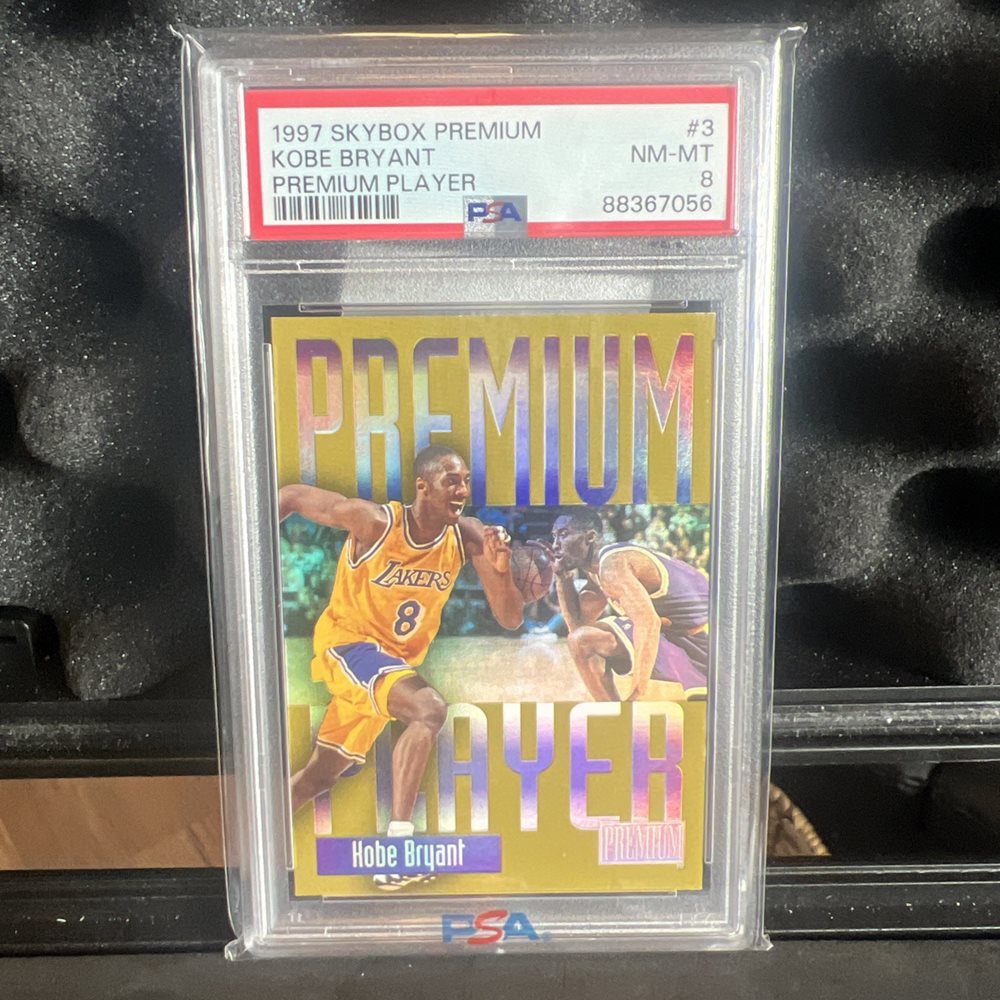 1997 SKYBOX PREMIUM #3
KOBE BRYANT NM-MT
PREMIUM PLAYER 8
PSA 88367056
PREMIUM
LAKERS
8
PLAYER
PREMIUM
Kobe Bryant
PSA